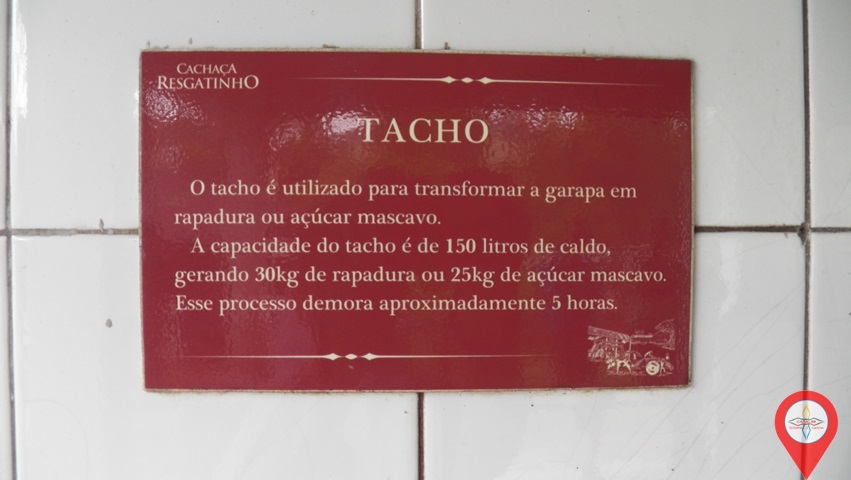 CACHAÇA
RESGATINHO
TACHO
O tacho é utilizado para transformar a garapa em
rapadura ou açúcar mascavo.
A capacidade do tacho é de 150 litros de caldo,
gerando 30kg de rapadura ou 25kg de açúcar mascavo.
Esse processo demora aproximadamente 5 horas.